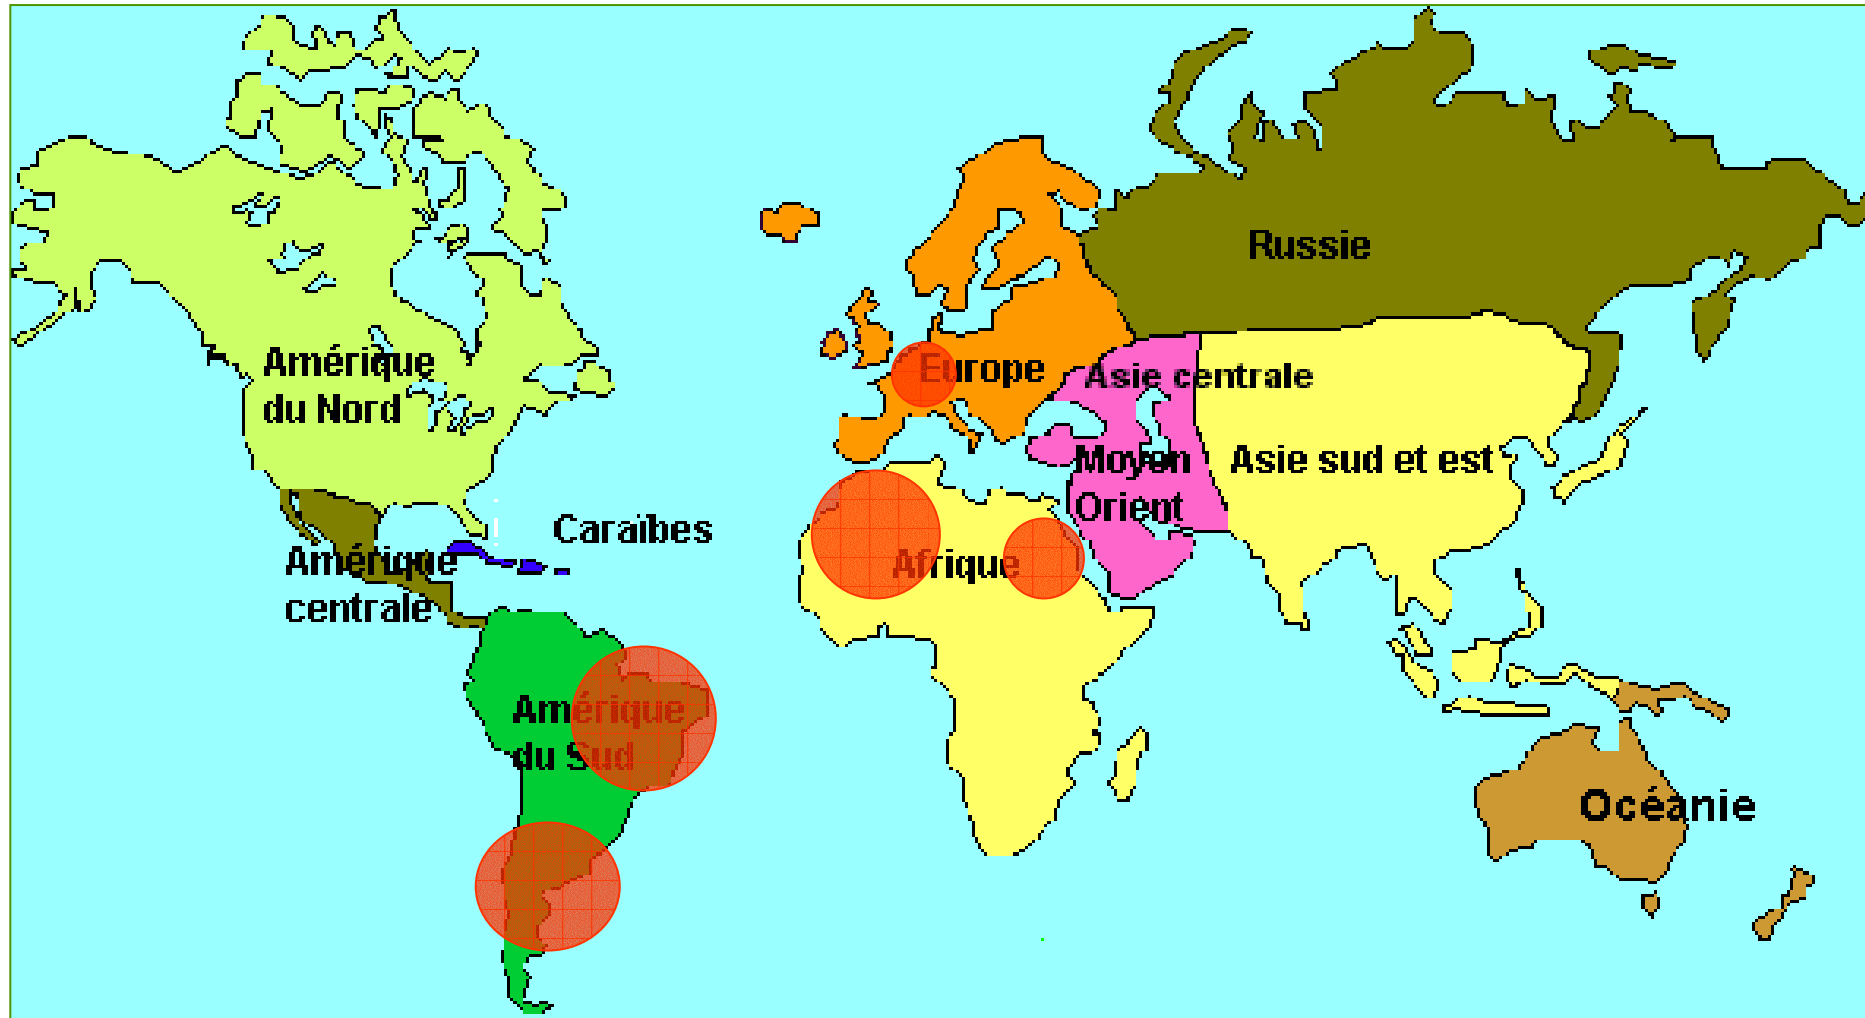 Russie
Amérique
du Nord
Europe
Asie centrale
Moyen
Orient
Asie sud et est
Caraïbes
Amérique
centrale
Afrique
Amérique
du Sud
Océanie